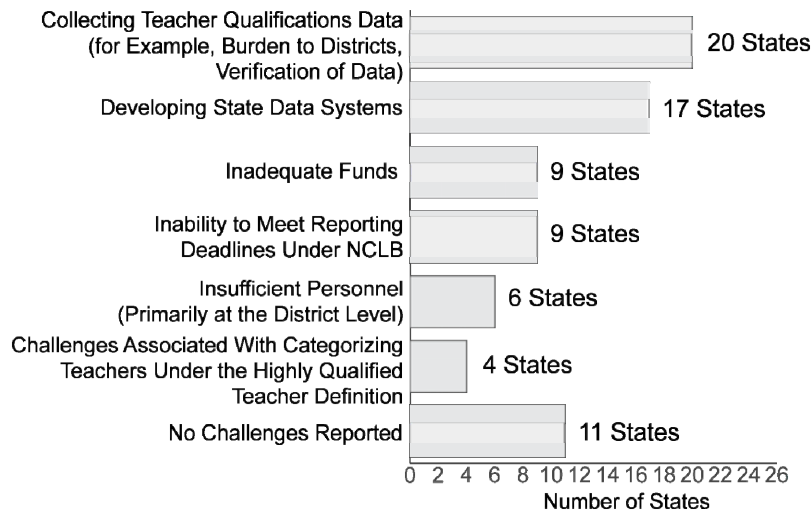 Collecting Teacher Qualifications Data
(for Example, Burden to Districts,
Verification of Data)
20 States
Developing State Data Systems
17 States
Inadequate Funds
9 States
Inability to Meet Reporting
Deadlines Under NCLB
9 States
Insufficient Personnel
(Primarily at the District Level)
6 States
Challenges Associated With Categorizing
Teachers Under the Highly Qualified
Teacher Definition
4 States
No Challenges Reported
11 States
0 2 4 6 8 10 12 14 16 18 20 22 24 26
Number of States